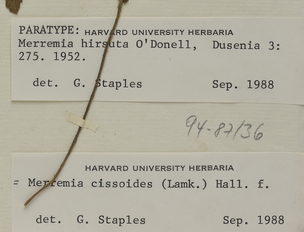 PARATYPE: HARVARD UNIVERSITY HERBARIA
Merremia hirsuta O'Donell, Dusenia 3:
275. 1952.
det. G. Staples Sep. 1988
94-87/36
HARVARD UNIVERSITY HERBARIA
= Merremia cissoides (Lamk.) Hall. f.
det. G. Staples Sep. 1988